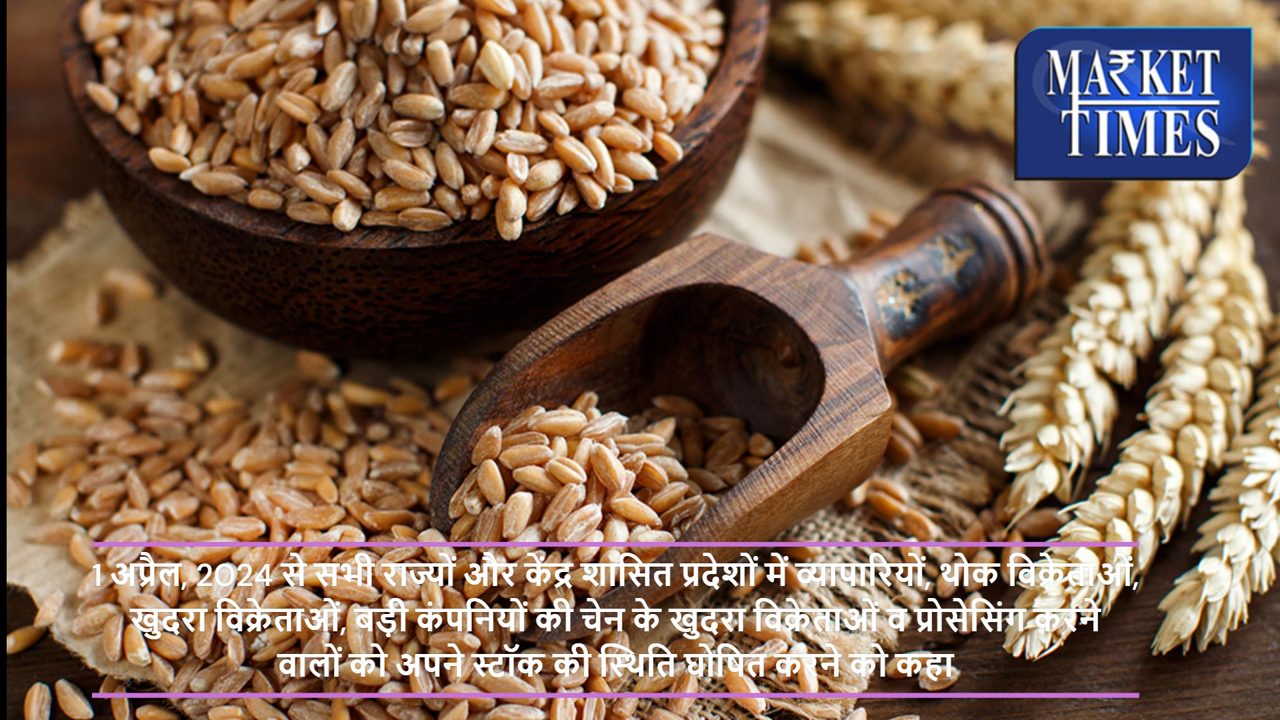 MA₹KET
TIMES
1 अप्रैल, 2024 से सभी राज्यों और केंद्र शासित प्रदेशों में व्यापारियों, थोक विक्रेताओं,
खुदरा विक्रेताओं, बड़ी कंपनियों की चेन के खुदरा विक्रेताओं व प्रोसेसिंग करने
वालों को अपने स्टॉक की स्थिति घोषित करने को कहा